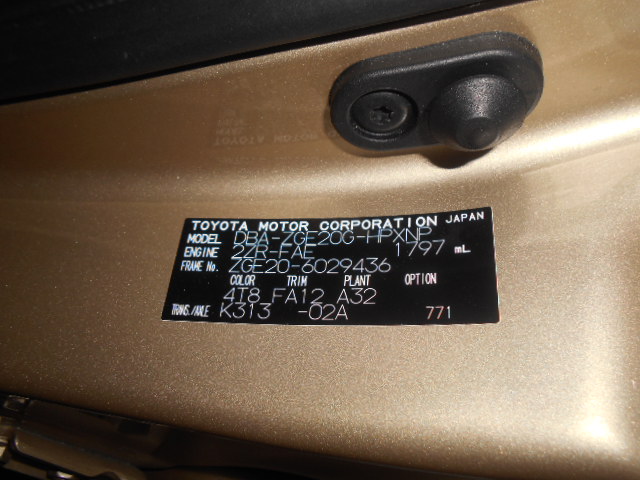 TOYOTA MOTOR CORPORATION JAPAN
MODEL DBA-ZGE20G-HPXNP
ENGINE 2ZR-FAE 1797 mL
FRAME No. ZGE20-6029436
COLOR TRIM PLANT OPTION
4T8 FA12 A32
TRANS./AXLE K313 -02A 771